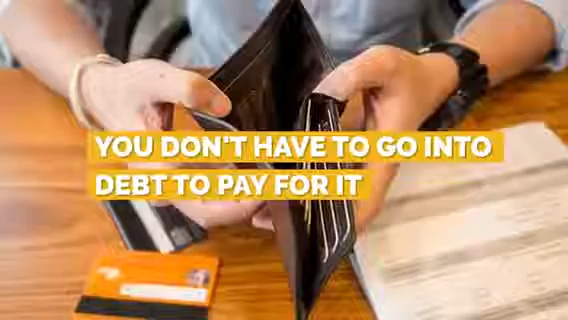 YOU DON'T HAVE TO GO INTO
DEBT TO PAY FOR IT